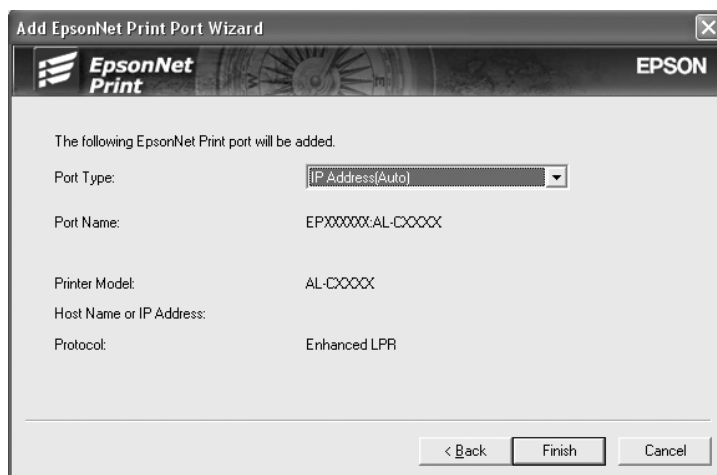 Add EpsonNet Print Port Wizard
EpsonNet
Print
EPSON
The following EpsonNet Print port will be added.
Port Type: IP Address(Auto)
Port Name: EPXXXXXX:AL-CXXXX
Printer Model: AL-CXXXX
Host Name or IP Address:
Protocol: Enhanced LPR
< Back Finish Cancel